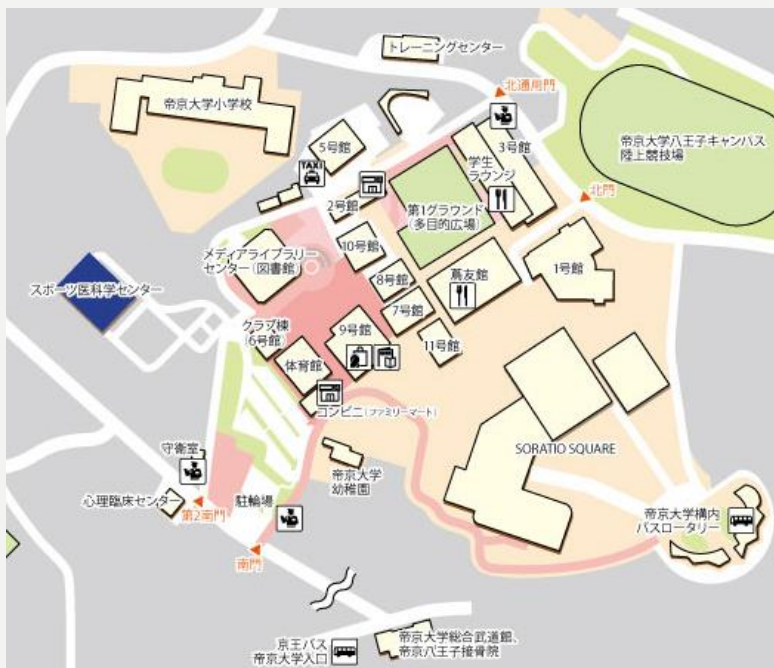 トレーニングセンター
北通用門
帝京大学小学校
5号館
3号館
学生
ラウンジ
帝京大学八王子キャンパス
陸上競技場
TAXI
2号館
第1グラウンド
(多目的広場)
北門
10号館
メディアライブラリー
センター(図書館)
8号館
蔦友館
1号館
スポーツ医科学センター
7号館
クラブ棟
(6号館)
9号館
11号館
体育館
コンビニ(ファミリーマート)
SORATIO SQUARE
守衛室
帝京大学
幼稚園
心理臨床センター
第2南門
駐輪場
帝京大学構内
バスロータリー
南門
京王バス
帝京大学入口
帝京大学総合武道館、
帝京八王子接骨院